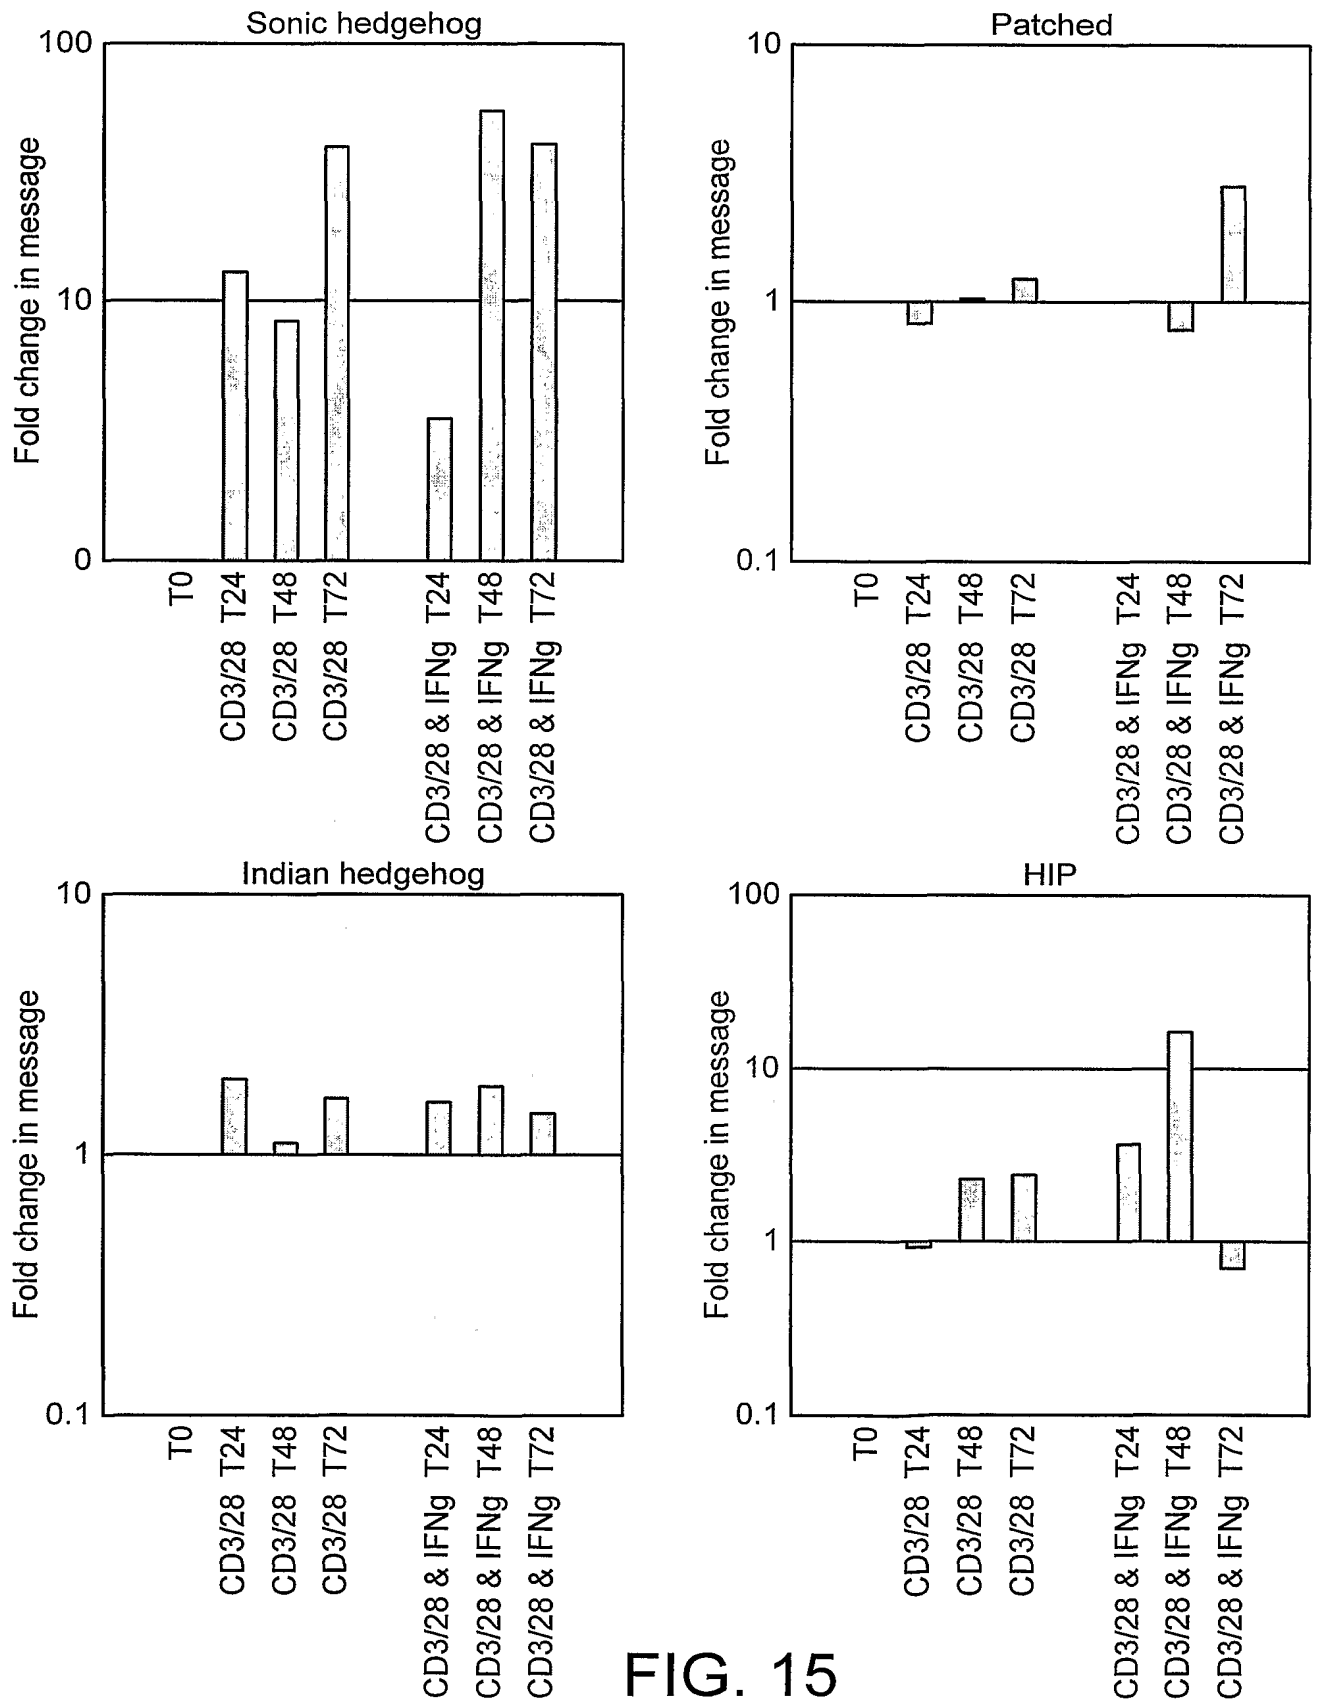 Sonic hedgehog
Fold change in message
100
10
0
T0
CD3/28 T24
CD3/28 T48
CD3/28 T72
CD3/28 & IFNg T24
CD3/28 & IFNg T48
CD3/28 & IFNg T72
Patched
Fold change in message
10
1
0.1
T0
CD3/28 T24
CD3/28 T48
CD3/28 T72
CD3/28 & IFNg T24
CD3/28 & IFNg T48
CD3/28 & IFNg T72
Indian hedgehog
Fold change in message
10
1
0.1
T0
CD3/28 T24
CD3/28 T48
CD3/28 T72
CD3/28 & IFNg T24
CD3/28 & IFNg T48
CD3/28 & IFNg T72
HIP
Fold change in message
100
10
1
0.1
T0
CD3/28 T24
CD3/28 T48
CD3/28 T72
CD3/28 & IFNg T24
CD3/28 & IFNg T48
CD3/28 & IFNg T72
FIG. 15